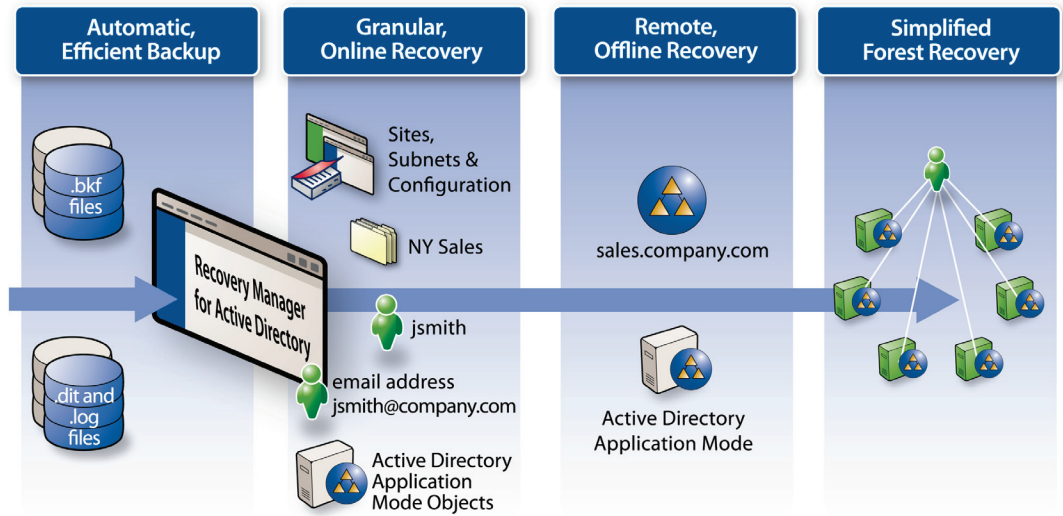 Automatic,
Efficient Backup
.bkf
files
.dit and
.log
files
Recovery Manager
for Active Directory
Granular,
Online Recovery
Sites,
Subnets &
Configuration
NY Sales
jsmith
email address
jsmith@company.com
Active Directory
Application
Mode Objects
Remote,
Offline Recovery
sales.company.com
Active Directory
Application Mode
Simplified
Forest Recovery